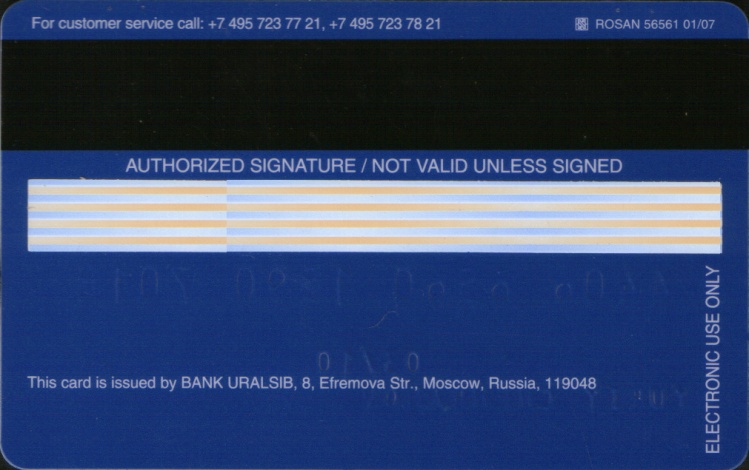 For customer service call: +7 495 723 77 21, +7 495 723 78 21
ROSAN 56561 01/07
AUTHORIZED SIGNATURE / NOT VALID UNLESS SIGNED
ELECTRONIC USE ONLY
This card is issued by BANK URALSIB, 8, Efremova Str., Moscow, Russia, 119048